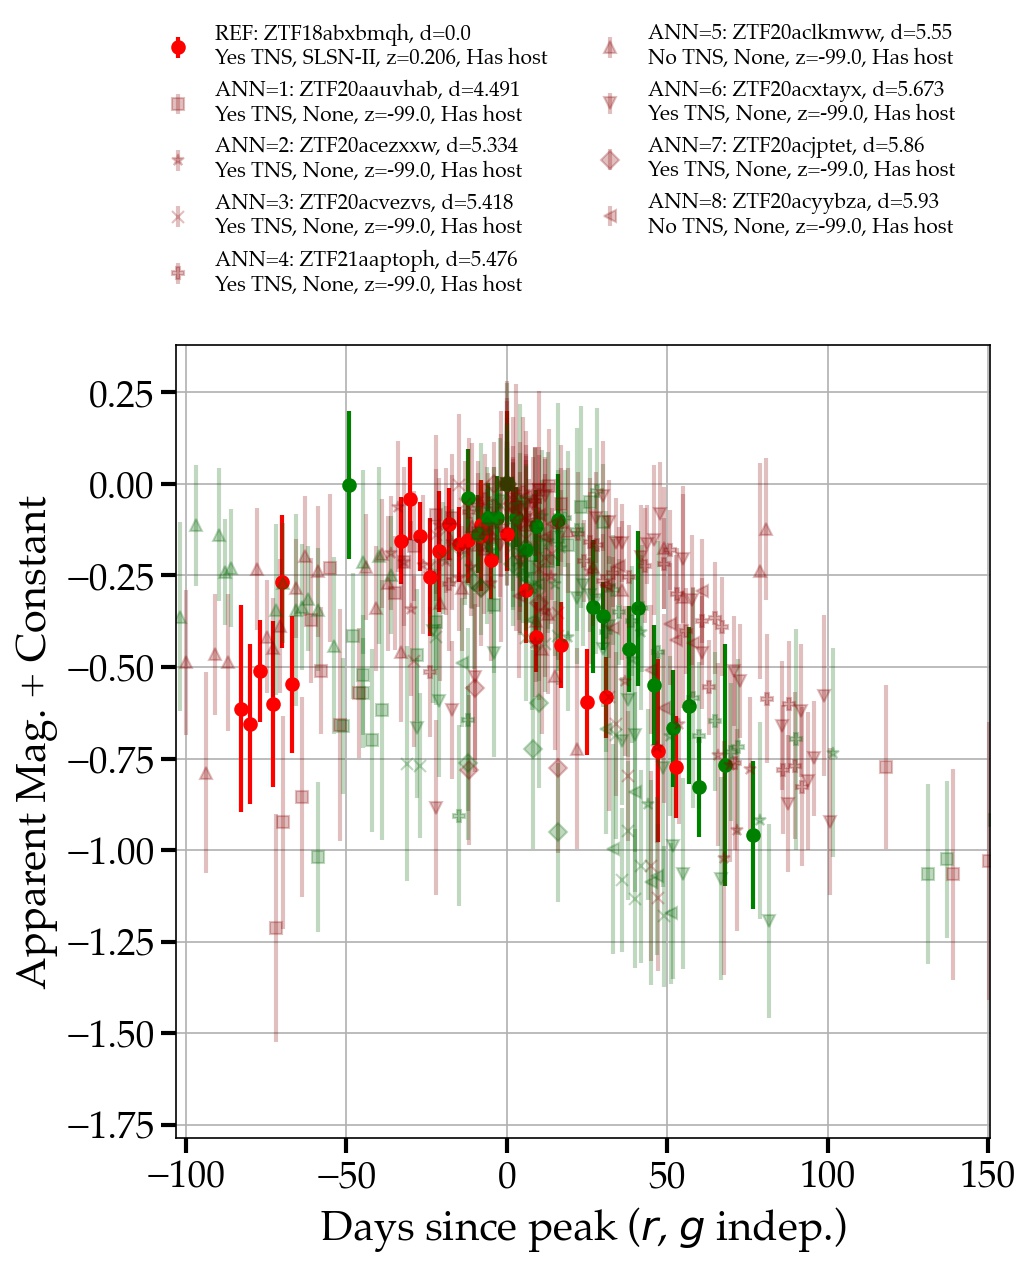 REF: ZTF18abxbmqh, d=0.0
Yes TNS, SLSN-II, z=0.206, Has host
ANN=1: ZTF20aauvhab, d=4.491
Yes TNS, None, z=-99.0, Has host
ANN=2: ZTF20acezxxw, d=5.334
Yes TNS, None, z=-99.0, Has host
ANN=3: ZTF20acvezvs, d=5.418
Yes TNS, None, z=-99.0, Has host
ANN=4: ZTF21aaptoph, d=5.476
Yes TNS, None, z=-99.0, Has host
ANN=5: ZTF20aclkmww, d=5.55
No TNS, None, z=-99.0, Has host
ANN=6: ZTF20acxtayx, d=5.673
Yes TNS, None, z=-99.0, Has host
ANN=7: ZTF20acjptet, d=5.86
Yes TNS, None, z=-99.0, Has host
ANN=8: ZTF20acyybza, d=5.93
No TNS, None, z=-99.0, Has host
Apparent Mag. + Constant
0.25
0.00
−0.25
−0.50
−0.75
−1.00
−1.25
−1.50
−1.75
−100 −50 0 50 100 150
Days since peak (r, g indep.)